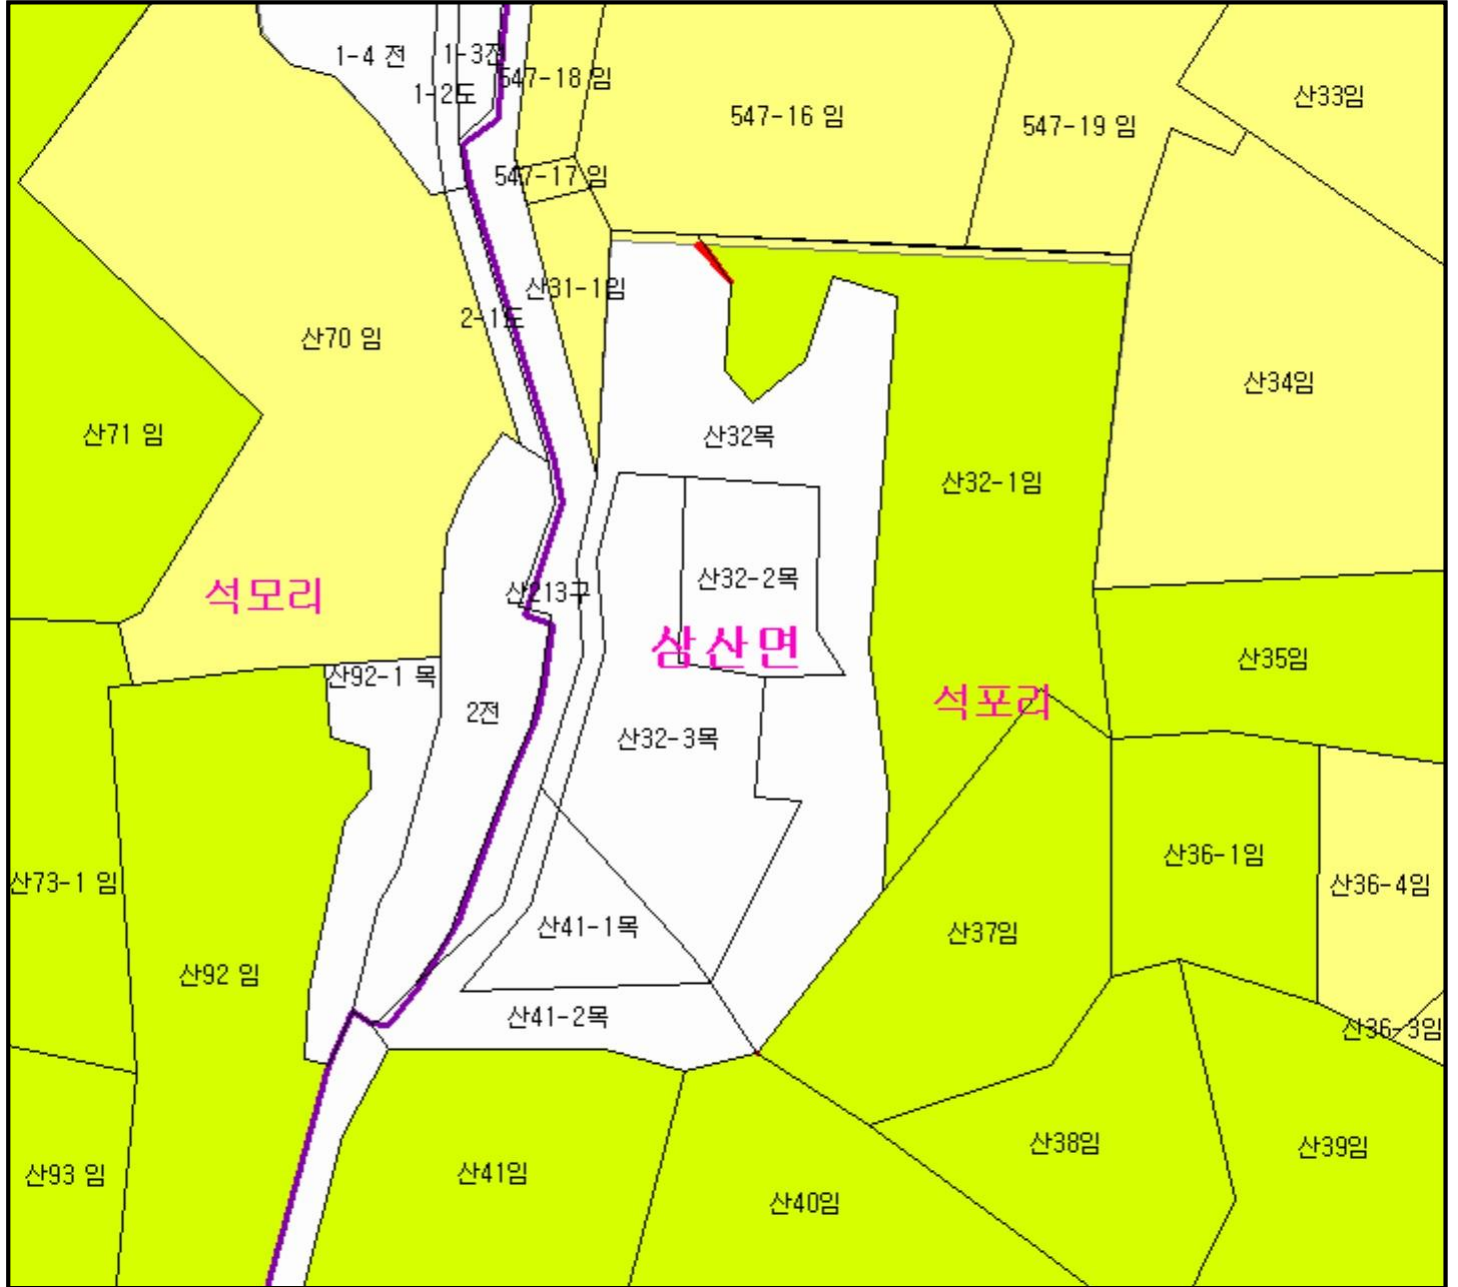 1-4 전
1-3전
1-2도
547-18 임
547-16 임
547-19 임
산33임
547-17 임
산31-1임
2-1도
산70 임
산34임
산71 임
산32목
산32-1임
산32-2목
산213구
석모리
삼산면
산35임
산92-1 목
석포리
2전
산32-3목
산36-1임
산73-1 임
산36-4임
산41-1목
산37임
산92 임
산41-2목
산36-3임
산38임
산39임
산93 임
산41임
산40임